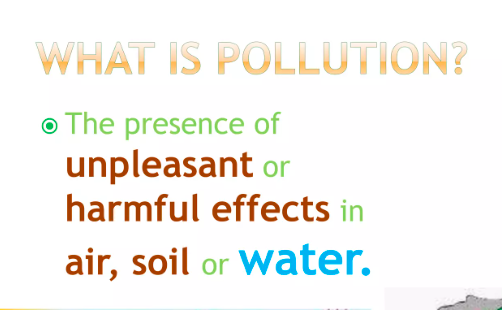 WHAT IS POLLUTION?
The presence of
unpleasant or
harmful effects in
air, soil or water.